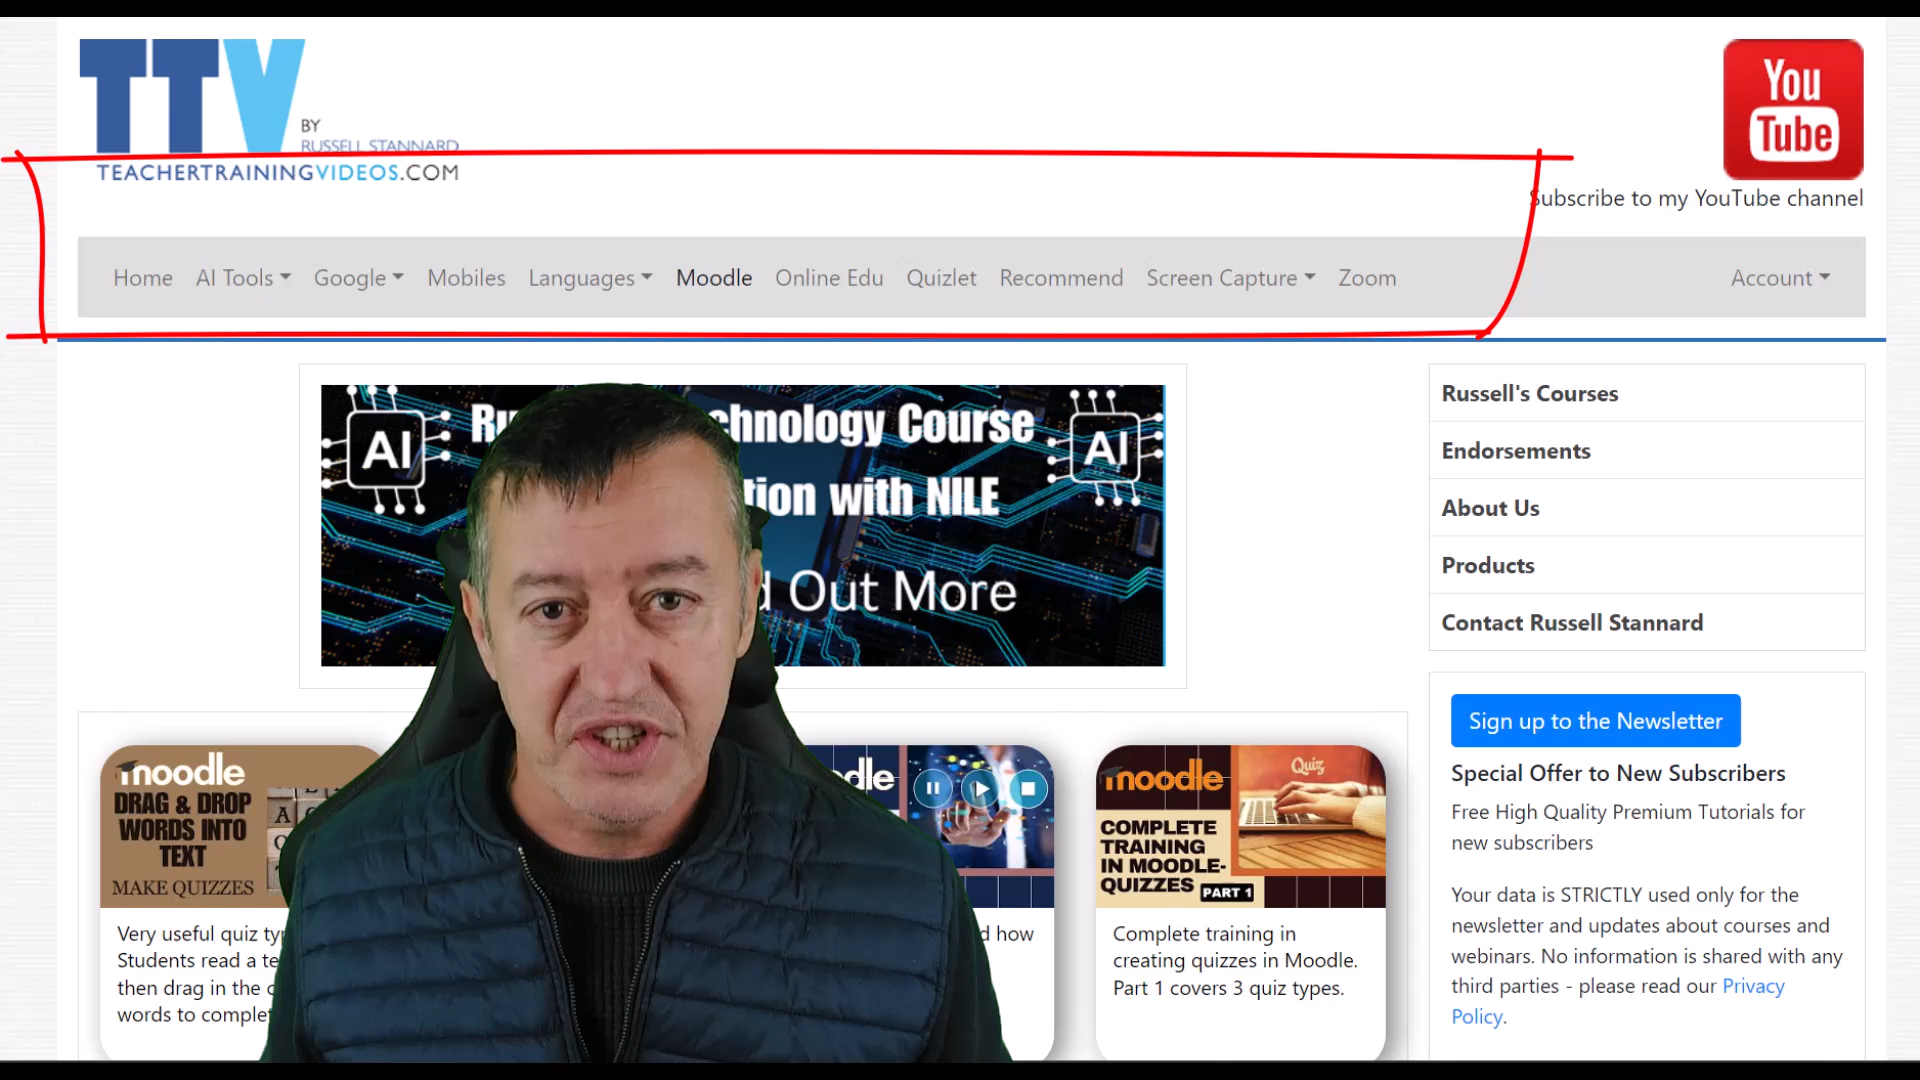 TTV
BY
RUSSELL STANNARD
TEACHERTRAININGVIDEOS.COM
You
Tube
Subscribe to my YouTube channel
Home AI Tools Google Mobiles Languages Moodle Online Edu Quizlet Recommend Screen Capture Zoom Account
AI
Course
AI
with NILE
Out More
Russell's Courses
Endorsements
About Us
Products
Contact Russell Stannard
Sign up to the Newsletter
Special Offer to New Subscribers
Free High Quality Premium Tutorials for
new subscribers
Your data is STRICTLY used only for the
newsletter and updates about courses and
webinars. No information is shared with any
third parties - please read our Privacy
Policy.
moodle
DRAG & DROP
WORDS INTO
TEXT
MAKE QUIZZES
Very useful quiz
Students read a
then drag in the
words to
how
moodle
Quiz
COMPLETE
TRAINING
IN MOODLE-
QUIZZES PART 1
Complete training in
creating quizzes in Moodle.
Part 1 covers 3 quiz types.